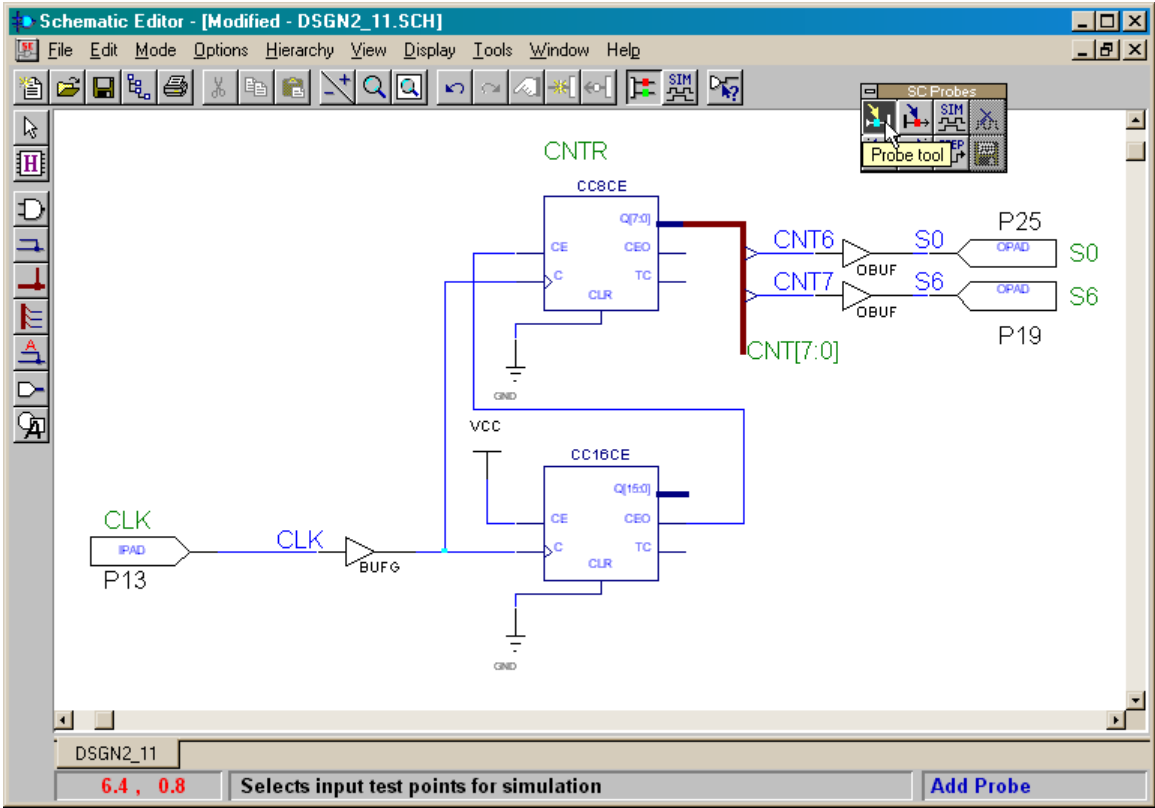 Schematic Editor - [Modified - DSGN2_11.SCH]
File Edit Mode Options Hierarchy View Display Tools Window Help
SIM
SC Probes
SIM
Probe tool
H
A
A
CNTR
CC8CE
Q[7:0]
CE CEO
C TC
CLR
GND
CNT6 OBUF S0 P25 OPAD S0
CNT7 OBUF S6 OPAD S6
P19
CNT[7:0]
VCC
CC16CE
Q[15:0]
CE CEO
C TC
CLR
GND
CLK
IPAD CLK
P13 BUFG
DSGN2_11
6.4 , 0.8 Selects input test points for simulation Add Probe